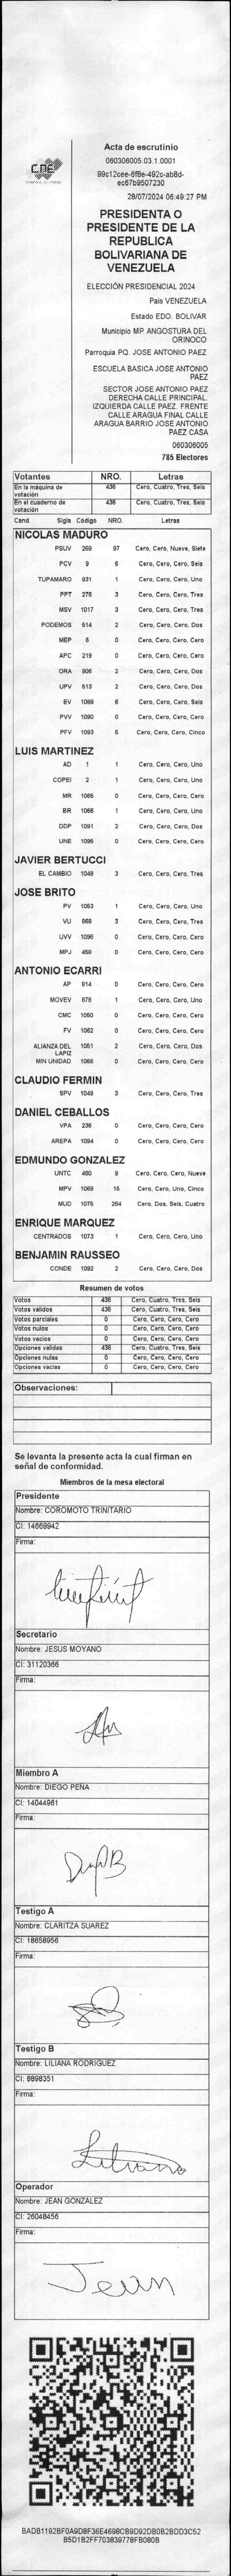 CNE
Acta de escrutinio
060306005.03.1.0001
99c12cee-6f8e-492c-ab8d-
ec67b9507230
28/07/2024 06:49:27 PM
PRESIDENTA O
PRESIDENTE DE LA
REPUBLICA
BOLIVARIANA DE
VENEZUELA
ELECCIÓN PRESIDENCIAL 2024
Pais VENEZUELA
Estado EDO. BOLIVAR
Municipio MP. ANGOSTURA DEL
ORINOCO
Parroquia PQ. JOSE ANTONIO PAEZ
ESCUELA BASICA JOSE ANTONIO
PAEZ
SECTOR JOSE ANTONIO PAEZ
DERECHA CALLE PRINCIPAL.
IZQUIERDA CALLE PAEZ. FRENTE
CALLE ARAGUA FINAL CALLE
ARAGUA BARRIO JOSE ANTONIO
PAEZ CASA
060306005
785 Electores
Votantes NRO. Letras
En la máquina de votación 436 Cero, Cuatro, Tres, Seis
En el cuaderno de votación 436 Cero, Cuatro, Tres, Seis
Cand. Sigla Código NRO. Letras
NICOLAS MADURO
PSUV 269 97 Cero, Cero, Nueve, Siete
PCV 9 6 Cero, Cero, Cero, Seis
TUPAMARO 931 1 Cero, Cero, Cero, Uno
PPT 276 3 Cero, Cero, Cero, Tres
MSV 1017 3 Cero, Cero, Cero, Tres
PODEMOS 514 2 Cero, Cero, Cero, Dos
MEP 6 0 Cero, Cero, Cero, Cero
APC 219 0 Cero, Cero, Cero, Cero
ORA 906 2 Cero, Cero, Cero, Dos
UPV 613 2 Cero, Cero, Cero, Dos
EV 1089 6 Cero, Cero, Cero, Seis
PVV 1090 0 Cero, Cero, Cero, Cero
PFV 1093 5 Cero, Cero, Cero, Cinco
LUIS MARTINEZ
AD 1 1 Cero, Cero, Cero, Uno
COPEI 2 1 Cero, Cero, Cero, Uno
MR 1065 0 Cero, Cero, Cero, Cero
BR 1066 1 Cero, Cero, Cero, Uno
DDP 1091 2 Cero, Cero, Cero, Dos
UNE 1095 0 Cero, Cero, Cero, Cero
JAVIER BERTUCCI
EL CAMBIO 1048 3 Cero, Cero, Cero, Tres
JOSE BRITO
PV 1053 1 Cero, Cero, Cero, Uno
VU 868 3 Cero, Cero, Cero, Tres
UVV 1096 0 Cero, Cero, Cero, Cero
MPJ 458 0 Cero, Cero, Cero, Cero
ANTONIO ECARRI
AP 914 0 Cero, Cero, Cero, Cero
MOVEV 878 1 Cero, Cero, Cero, Uno
CMC 1050 0 Cero, Cero, Cero, Cero
FV 1062 0 Cero, Cero, Cero, Cero
ALIANZA DEL LAPIZ 1051 2 Cero, Cero, Cero, Dos
MIN UNIDAD 1068 0 Cero, Cero, Cero, Cero
CLAUDIO FERMIN
SPV 1049 3 Cero, Cero, Cero, Tres
DANIEL CEBALLOS
VPA 236 0 Cero, Cero, Cero, Cero
AREPA 1094 0 Cero, Cero, Cero, Cero
EDMUNDO GONZALEZ
UNTC 460 9 Cero, Cero, Cero, Nueve
MPV 1069 15 Cero, Cero, Uno, Cinco
MUD 1075 264 Cero, Dos, Seis, Cuatro
ENRIQUE MARQUEZ
CENTRADOS 1073 1 Cero, Cero, Cero, Uno
BENJAMIN RAUSSEO
CONDE 1092 2 Cero, Cero, Cero, Dos
Resumen de votos
Votos 436 Cero, Cuatro, Tres, Seis
Votos validos 436 Cero, Cuatro, Tres, Seis
Votos parciales 0 Cero, Cero, Cero, Cero
Votos nulos 0 Cero, Cero, Cero, Cero
Votos vacios 0 Cero, Cero, Cero, Cero
Opciones validas 436 Cero, Cuatro, Tres, Seis
Opciones nulas 0 Cero, Cero, Cero, Cero
Opciones vacias 0 Cero, Cero, Cero, Cero
Observaciones:
Se levanta la presente acta la cual firman en
señal de conformidad.
Miembros de la mesa electoral
Presidente
Nombre: COROMOTO TRINITARIO
CI: 14669942
Firma:
Secretario
Nombre: JESUS MOYANO
CI: 31120366
Firma:
Miembro A
Nombre: DIEGO PEÑA
CI: 14044961
Firma:
Testigo A
Nombre: CLARITZA SUAREZ
CI: 18658956
Firma:
Testigo B
Nombre: LILIANA RODRIGUEZ
CI: 8898351
Firma:
Liliana
Operador
Nombre: JEAN GONZALEZ
CI: 26048456
Firma:
Jean
BADB1192BF0A9D8F36E4698CB9D92DB0B2BDD3C52
B5D1B2FF703839778FB080B